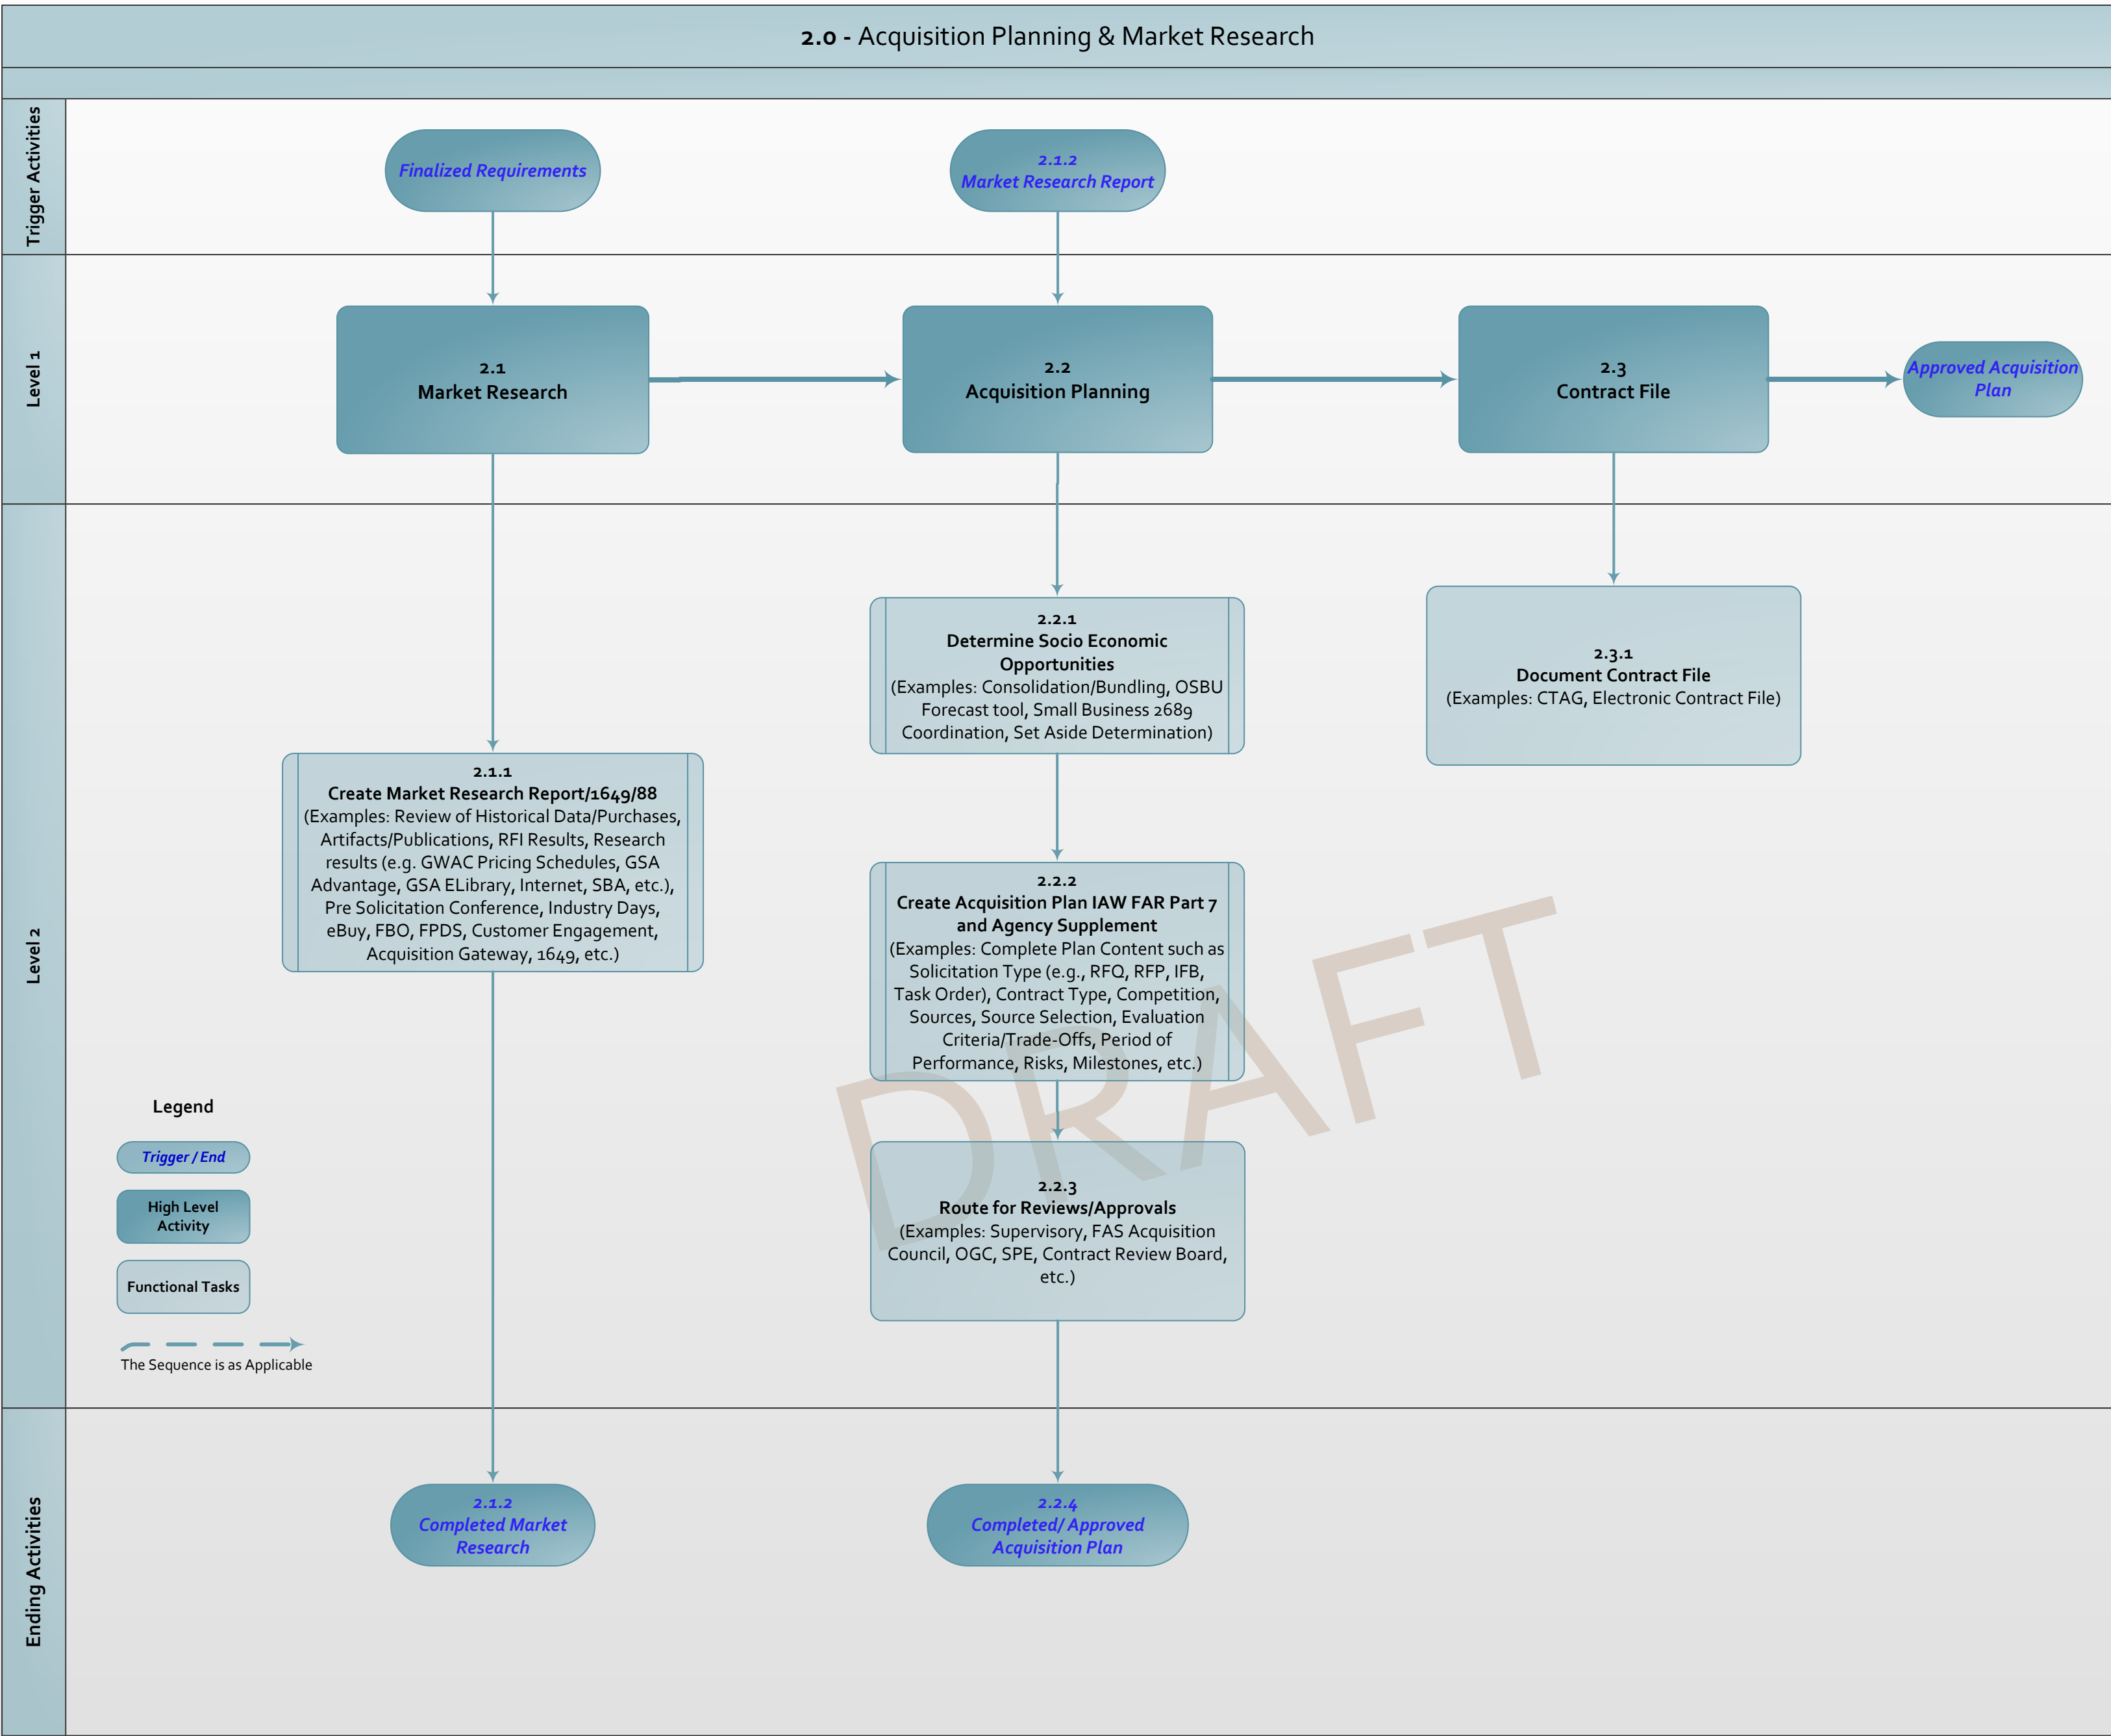 2.0 - Acquisition Planning & Market Research
Trigger Activities
Finalized Requirements
2.1.2
Market Research Report
Level 1
2.1
Market Research
2.2
Acquisition Planning
2.3
Contract File
Approved Acquisition
Plan
Level 2
2.1.1
Create Market Research Report/1649/88
(Examples: Review of Historical Data/Purchases,
Artifacts/Publications, RFI Results, Research
results (e.g. GWAC Pricing Schedules, GSA
Advantage, GSA ELibrary, Internet, SBA, etc.),
Pre Solicitation Conference, Industry Days,
eBuy, FBO, FPDS, Customer Engagement,
Acquisition Gateway, 1649, etc.)
2.2.1
Determine Socio Economic
Opportunities
(Examples: Consolidation/Bundling, OSBU
Forecast tool, Small Business 2689
Coordination, Set Aside Determination)
2.2.2
Create Acquisition Plan IAW FAR Part 7
and Agency Supplement
(Examples: Complete Plan Content such as
Solicitation Type (e.g., RFQ, RFP, IFB,
Task Order), Contract Type, Competition,
Sources, Source Selection, Evaluation
Criteria/Trade-Offs, Period of
Performance, Risks, Milestones, etc.)
2.2.3
Route for Reviews/Approvals
(Examples: Supervisory, FAS Acquisition
Council, OGC, SPE, Contract Review Board,
etc.)
2.3.1
Document Contract File
(Examples: CTAG, Electronic Contract File)
DRAFT
Legend
Trigger / End
High Level
Activity
Functional Tasks
The Sequence is as Applicable
Ending Activities
2.1.2
Completed Market
Research
2.2.4
Completed/ Approved
Acquisition Plan